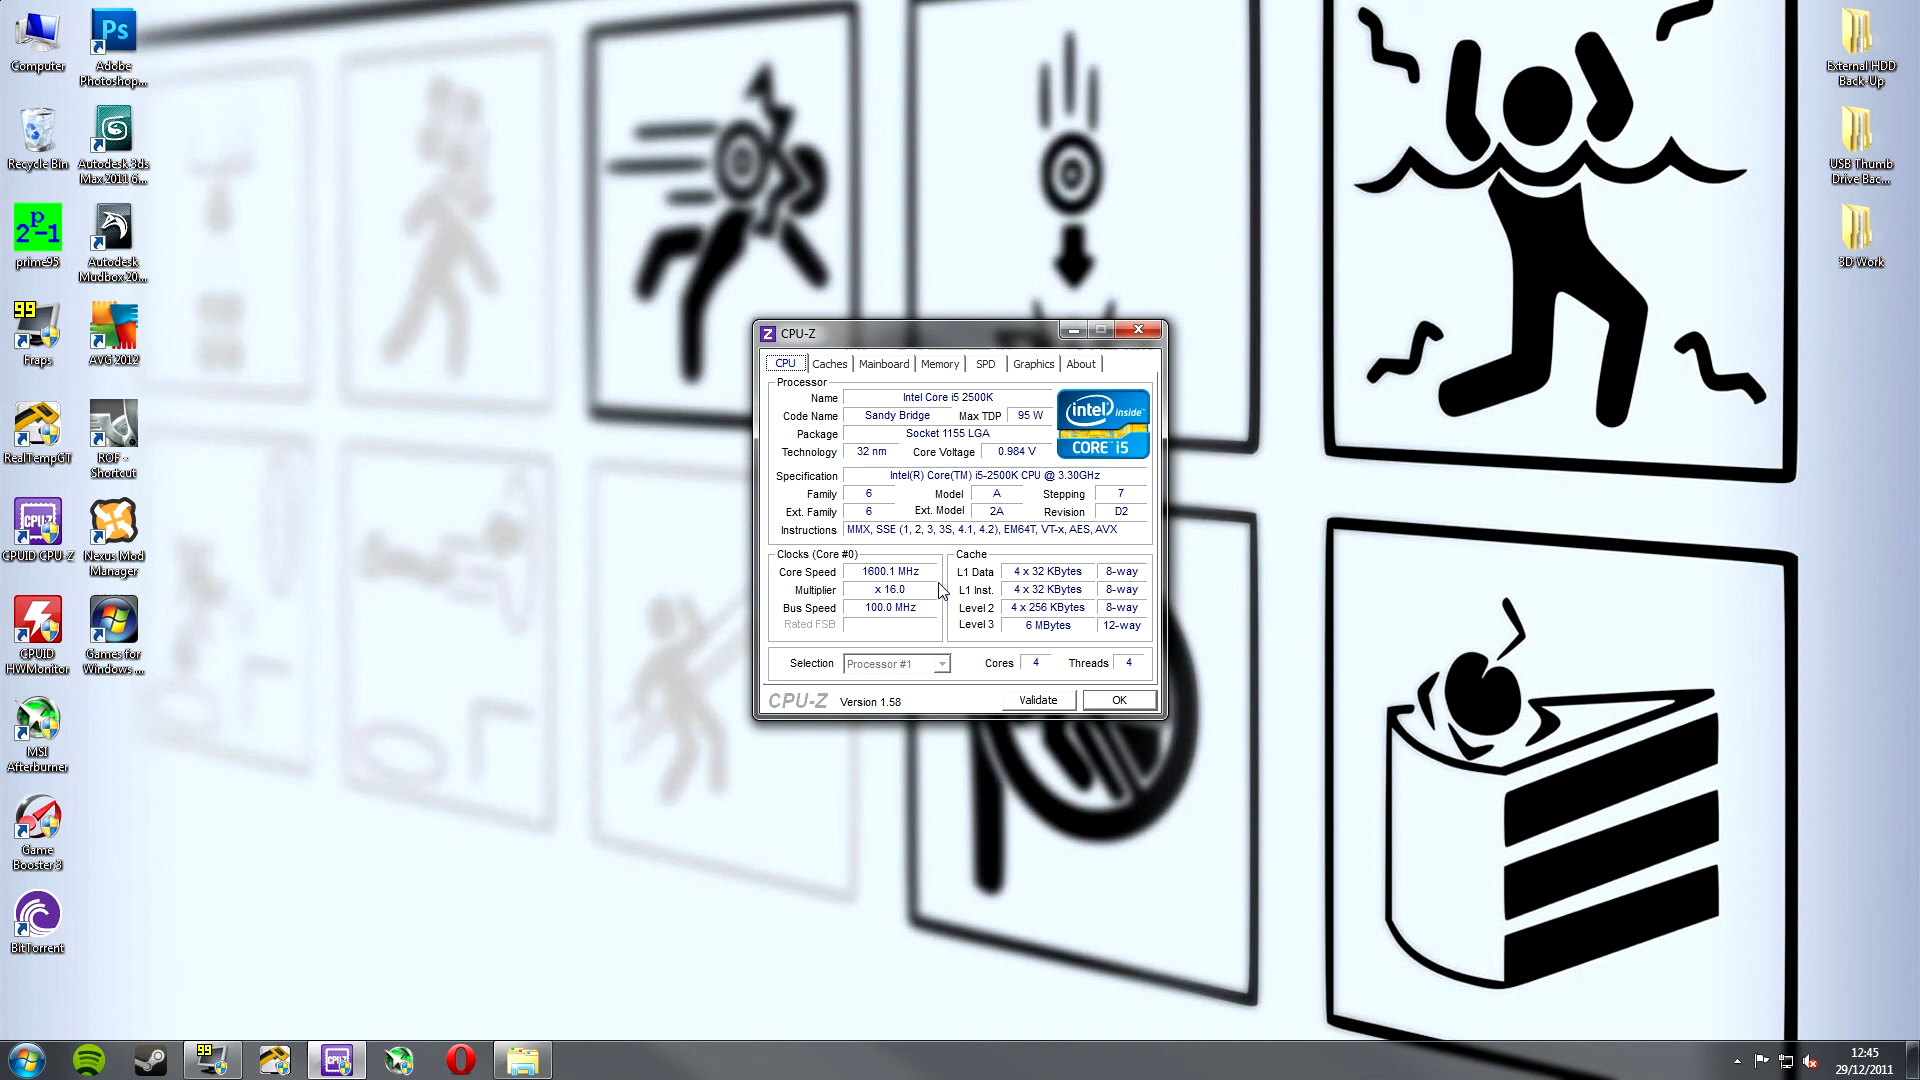 Computer
Adobe
Photoshop...
Recycle Bin
Autodesk 3ds
Max 2011 6...
prime95
Autodesk
Mudbox 20...
99
Fraps
AVG 2012
RealTempGT
ROF -
Shortcut
CPUID CPU-Z
Nexus Mod
Manager
CPUID
HWMonitor
Games for
Windows ...
MSI
Afterburner
Game
Booster 3
BitTorrent
External HDD
Back-Up
USB Thumb
Drive Bac...
3D Work
Ps
2^p-1
CPU-Z
CPU Caches Mainboard Memory SPD Graphics About
Processor
Name Intel Core i5 2500K
Code Name Sandy Bridge Max TDP 95 W
Package Socket 1155 LGA
Technology 32 nm Core Voltage 0.984 V
intel inside™
CORE™ i5
Specification Intel(R) Core(TM) i5-2500K CPU @ 3.30GHz
Family 6 Model A Stepping 7
Ext. Family 6 Ext. Model 2A Revision D2
Instructions MMX, SSE (1, 2, 3, 3S, 4.1, 4.2), EM64T, VT-x, AES, AVX
Clocks (Core #0)
Core Speed 1600.1 MHz
Multiplier x 16.0
Bus Speed 100.0 MHz
Rated FSB
Cache
L1 Data 4 x 32 KBytes 8-way
L1 Inst. 4 x 32 KBytes 8-way
Level 2 4 x 256 KBytes 8-way
Level 3 6 MBytes 12-way
Selection Processor #1 Cores 4 Threads 4
CPU-Z Version 1.58 Validate OK
99
CPU-Z
12:45
29/12/2011